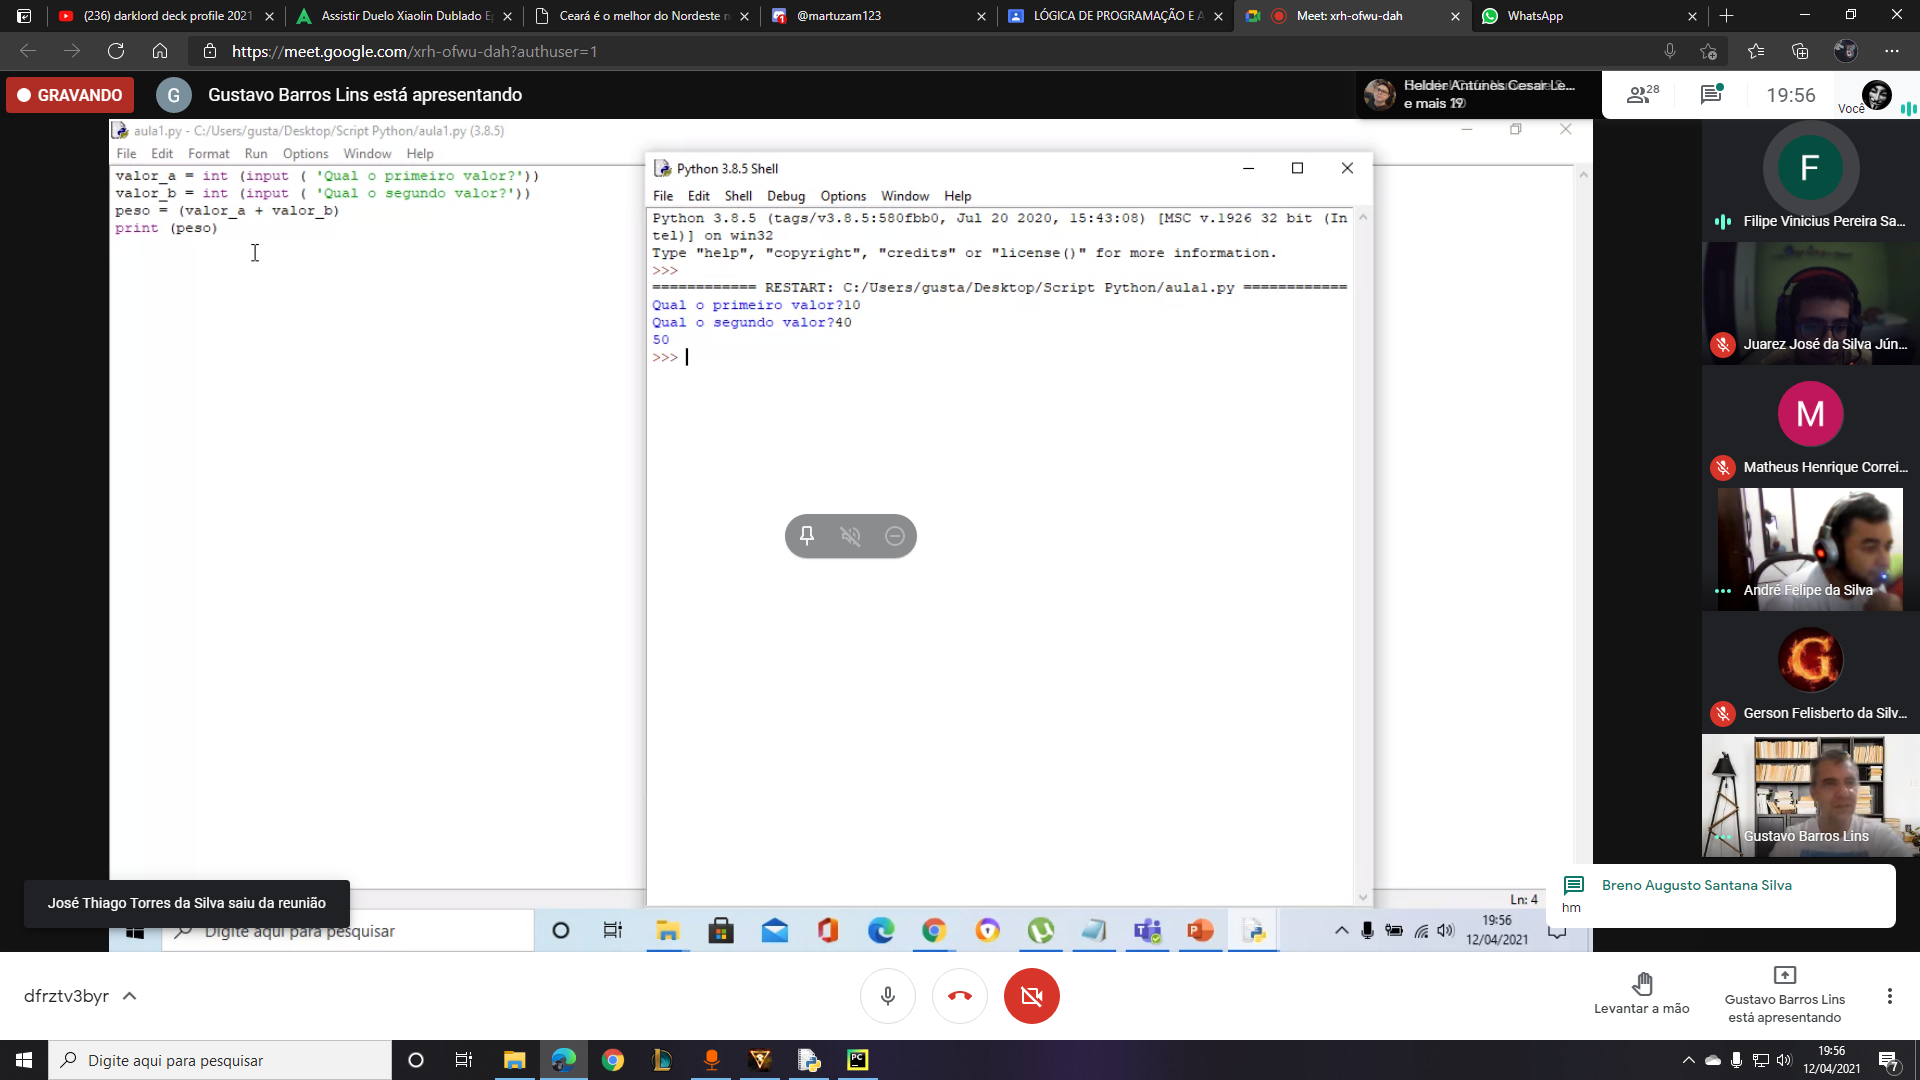 (236) darklord deck profile 2021
Assistir Duelo Xiaolin Dublado E
Ceará é o melhor do Nordeste n
@martuzam123
LÓGICA DE PROGRAMAÇÃO E A
Meet: xrh-ofwu-dah
WhatsApp
https://meet.google.com/xrh-ofwu-dah?authuser=1
GRAVANDO
G
Gustavo Barros Lins está apresentando
e mais
28
19:56
Você
aula1.py - C:/Users/gusta/Desktop/Script Python/aula1.py (3.8.5)
File Edit Format Run Options Window Help
valor_a = int (input ( 'Qual o primeiro valor?'))
valor_b = int (input ( 'Qual o segundo valor?'))
peso = (valor_a + valor_b)
print (peso)
Python 3.8.5 Shell
File Edit Shell Debug Options Window Help
Python 3.8.5 (tags/v3.8.5:580fbb0, Jul 20 2020, 15:43:08) [MSC v.1926 32 bit (In
tel)] on win32
Type "help", "copyright", "credits" or "license()" for more information.
>>>
============ RESTART: C:/Users/gusta/Desktop/Script Python/aula1.py ============
Qual o primeiro valor?10
Qual o segundo valor?40
50
>>>
F
Filipe Vinicius Pereira Sa...
Juarez José da Silva Jún...
M
Matheus Henrique Correi...
André Felipe da Silva
G
Gerson Felisberto da Silv...
Gustavo Barros Lins
Ln: 4
José Thiago Torres da Silva saiu da reunião
Breno Augusto Santana Silva
hm
Digite aqui para pesquisar
19:56
12/04/2021
dfrztv3byr
Levantar a mão
Gustavo Barros Lins
está apresentando
Digite aqui para pesquisar
PC
19:56
12/04/2021
7